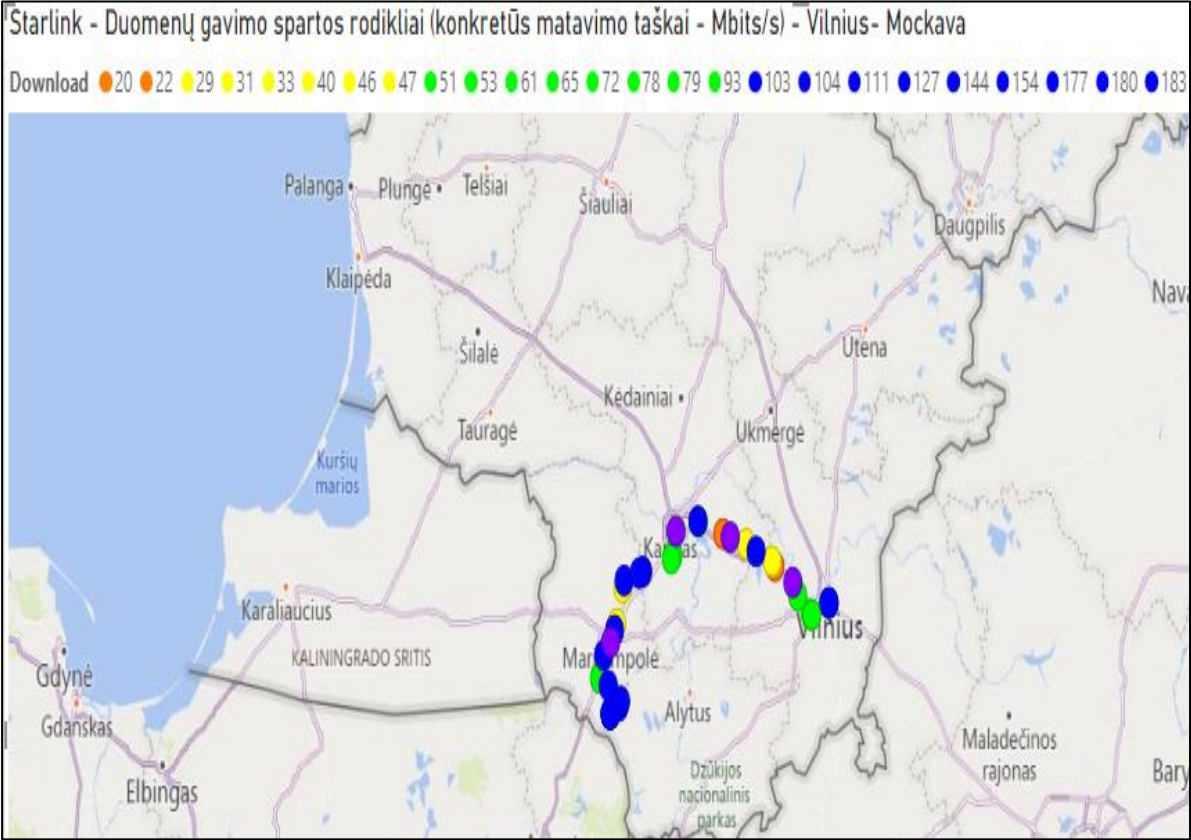 Starlink - Duomenų gavimo spartos rodikliai (konkretūs matavimo taškai - Mbits/s) - Vilnius- Mockava
Download 20 22 29 31 33 40 46 47 51 53 61 65 72 78 79 93 103 104 111 127 144 154 177 180 183
Palanga
Plungė
Telšiai
Šiauliai
Daugpilis
Klaipėda
Šilalė
Utena
Kėdainiai
Tauragė
Ukmergė
Kuršių
marios
Karaliaucius
KALININGRADO SRITIS
Vilnius
Gdynė
Gdanskas
Alytus
Elbingas
Maladečinos
rajonas
Dzūkijos
nacionalinis
parkas